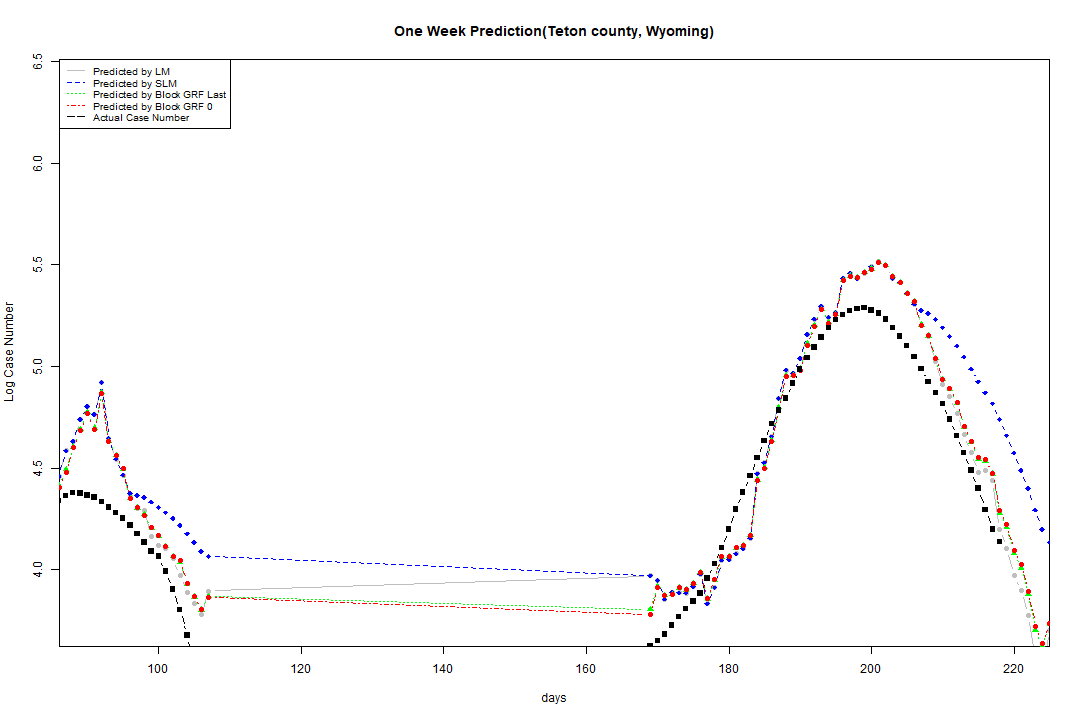 One Week Prediction(Teton county, Wyoming)
6.5
6.0
5.5
5.0
4.5
4.0
Log Case Number
Predicted by LM
Predicted by SLM
Predicted by Block GRF Last
Predicted by Block GRF 0
Actual Case Number
100 120 140 160 180 200 220
days